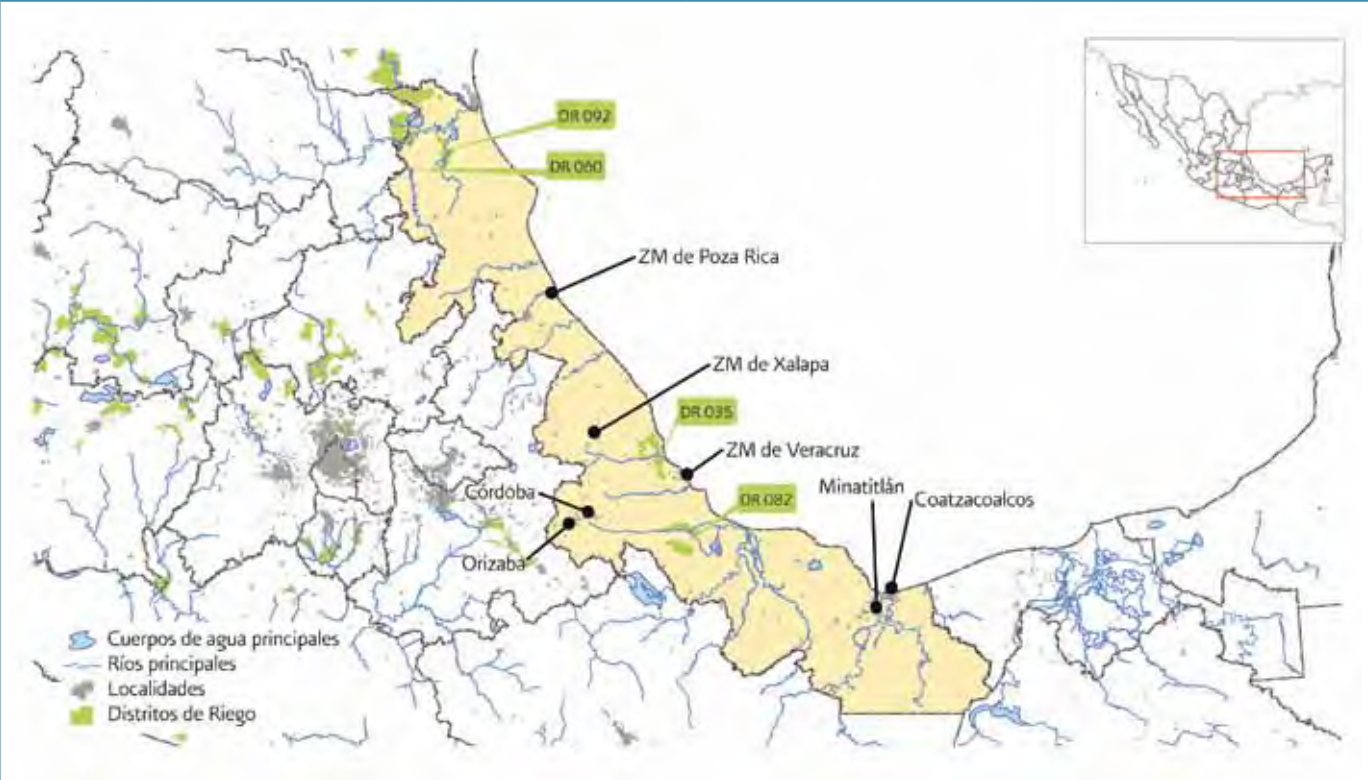 DR 092
DR 060
ZM de Poza Rica
ZM de Xalapa
DR 035
ZM de Veracruz
Minatitlán
Coatzacoalcos
Córdoba
DR 082
Orizaba
Cuerpos de agua principales
Ríos principales
Localidades
Distritos de Riego